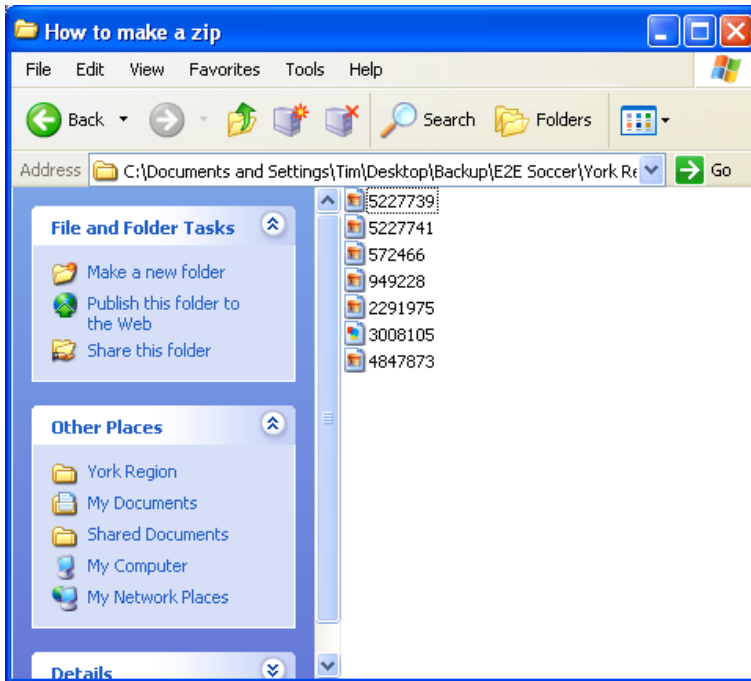 How to make a zip
File Edit View Favorites Tools Help
Back Search Folders
Address C:\Documents and Settings\Tim\Desktop\Backup\E2E Soccer\York Re Go
File and Folder Tasks
Make a new folder
Publish this folder to
the Web
Share this folder
Other Places
York Region
My Documents
Shared Documents
My Computer
My Network Places
Details
5227739
5227741
572466
949228
2291975
3008105
4847873